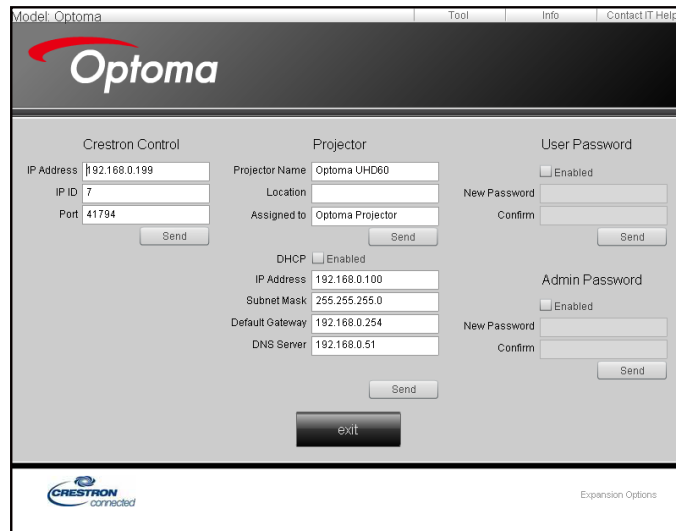 Model: Optoma
Tool
Info
Contact IT Help
Optoma
Crestron Control
IP Address 192.168.0.199
IP ID 7
Port 41794
Send
Projector
Projector Name Optoma UHD60
Location
Assigned to Optoma Projector
Send
DHCP Enabled
IP Address 192.168.0.100
Subnet Mask 255.255.255.0
Default Gateway 192.168.0.254
DNS Server 192.168.0.51
Send
User Password
Enabled
New Password
Confirm
Send
Admin Password
Enabled
New Password
Confirm
Send
exit
CRESTRON
connected
Expansion Options